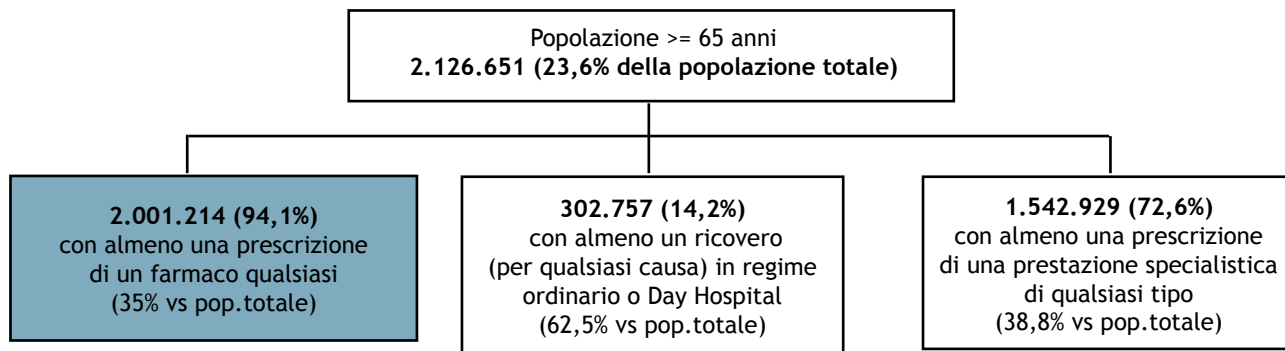 Popolazione >= 65 anni
2.126.651 (23,6% della popolazione totale)
2.001.214 (94,1%)
con almeno una prescrizione
di un farmaco qualsiasi
(35% vs pop.totale)
302.757 (14,2%)
con almeno un ricovero
(per qualsiasi causa) in regime
ordinario o Day Hospital
(62,5% vs pop.totale)
1.542.929 (72,6%)
con almeno una prescrizione
di una prestazione specialistica
di qualsiasi tipo
(38,8% vs pop.totale)